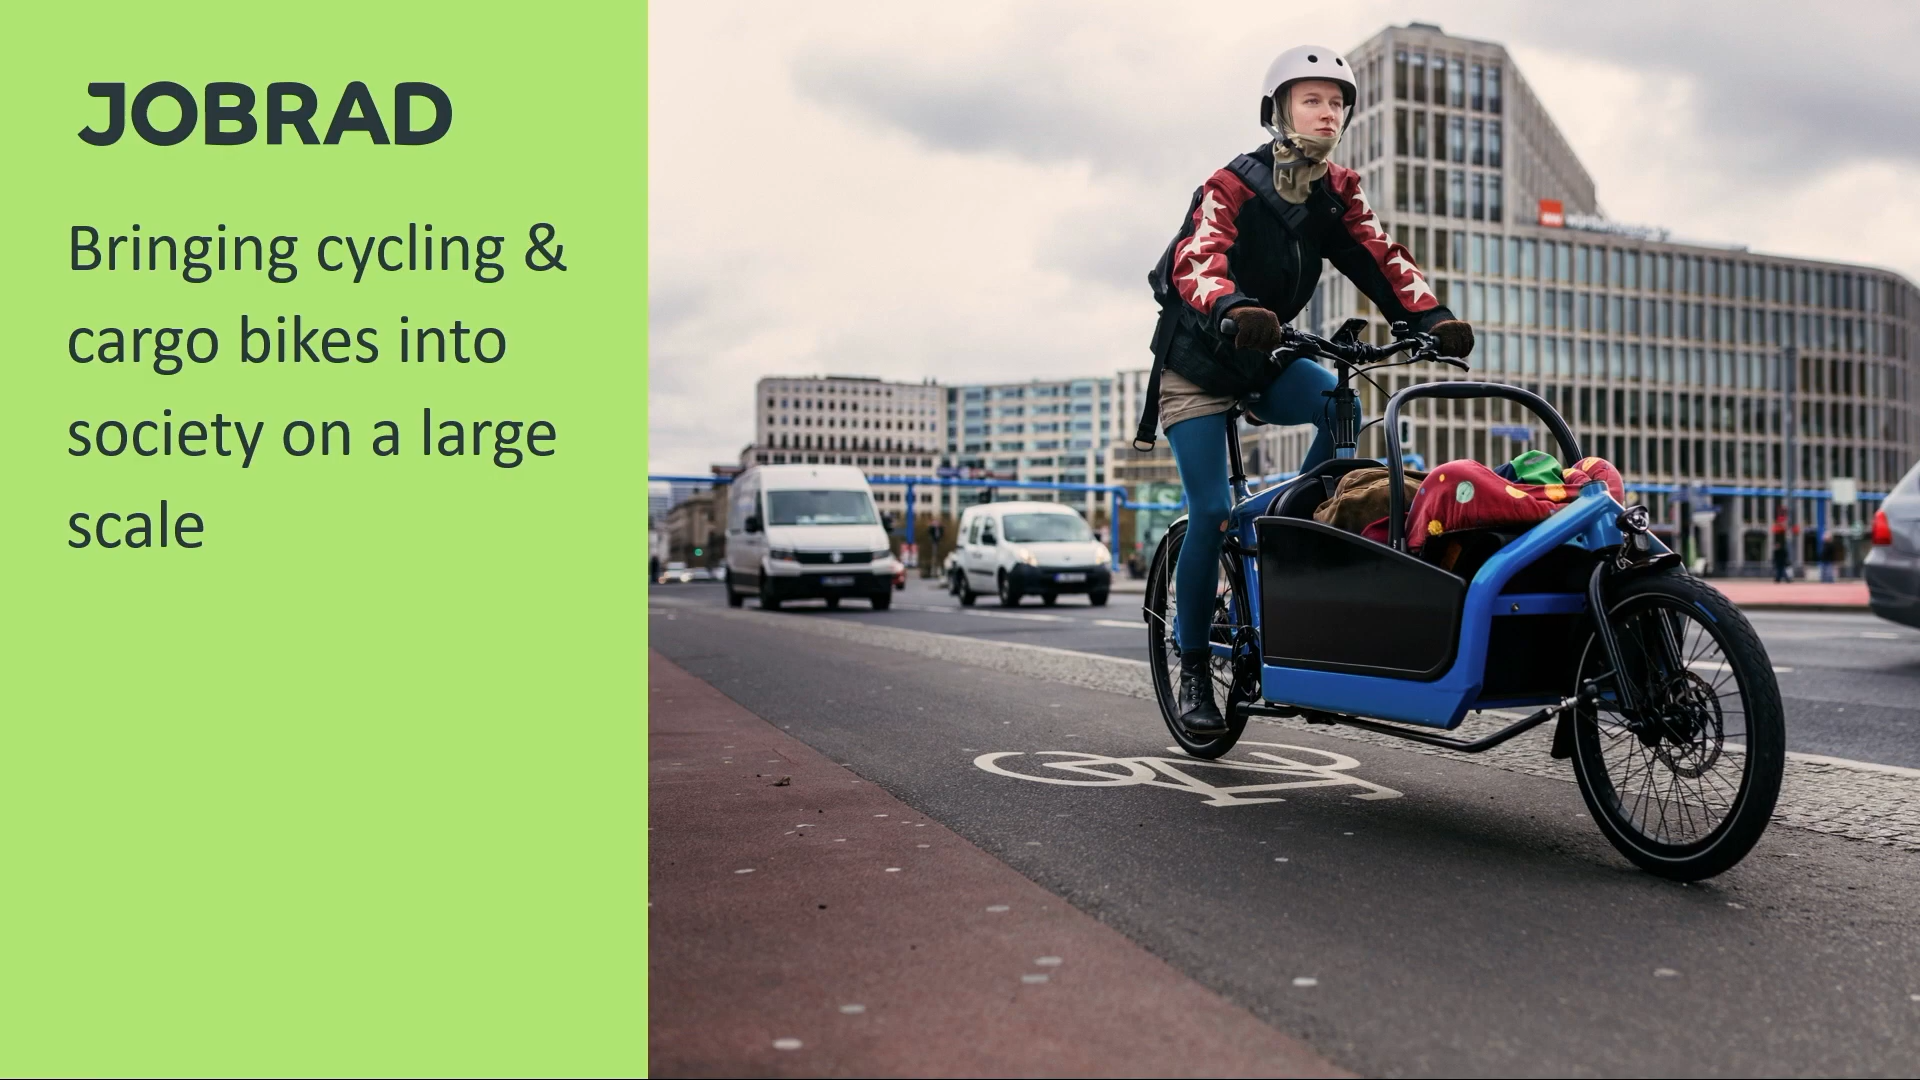 JOBRAD
Bringing cycling &
cargo bikes into
society on a large
scale